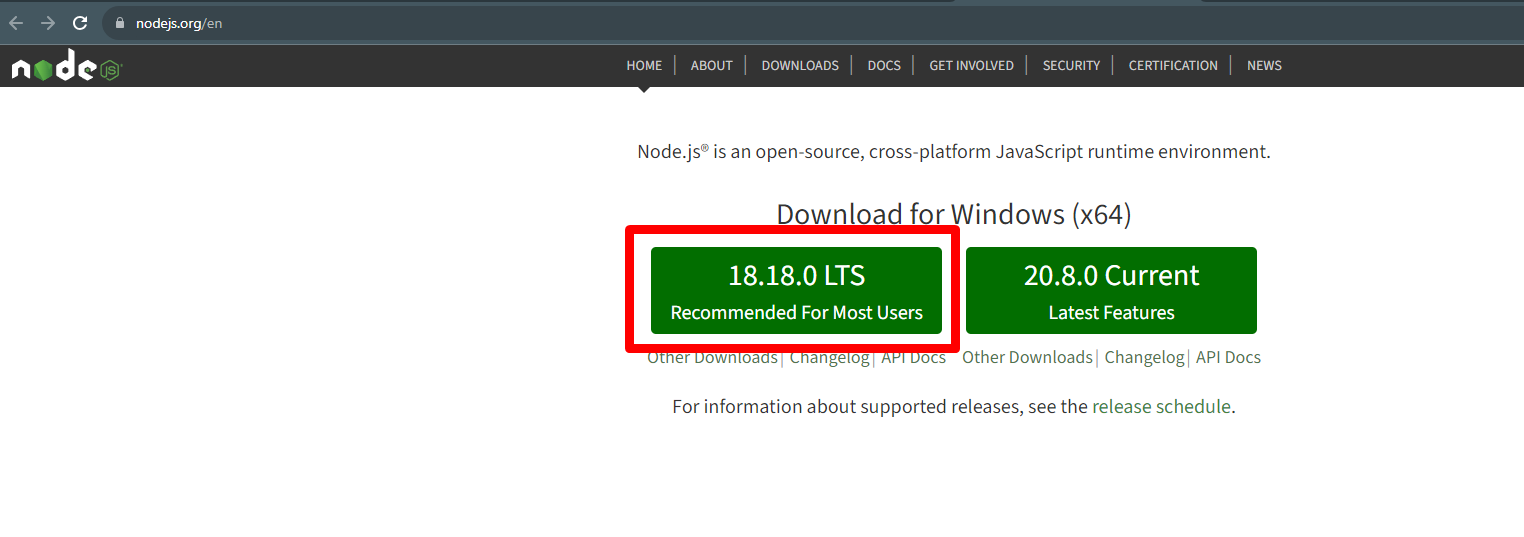 nodejs.org/en
node JS
HOME | ABOUT | DOWNLOADS | DOCS | GET INVOLVED | SECURITY | CERTIFICATION | NEWS
Node.js® is an open-source, cross-platform JavaScript runtime environment.
Download for Windows (x64)
18.18.0 LTS
Recommended For Most Users
20.8.0 Current
Latest Features
Other Downloads | Changelog | API Docs
Other Downloads | Changelog | API Docs
For information about supported releases, see the release schedule.